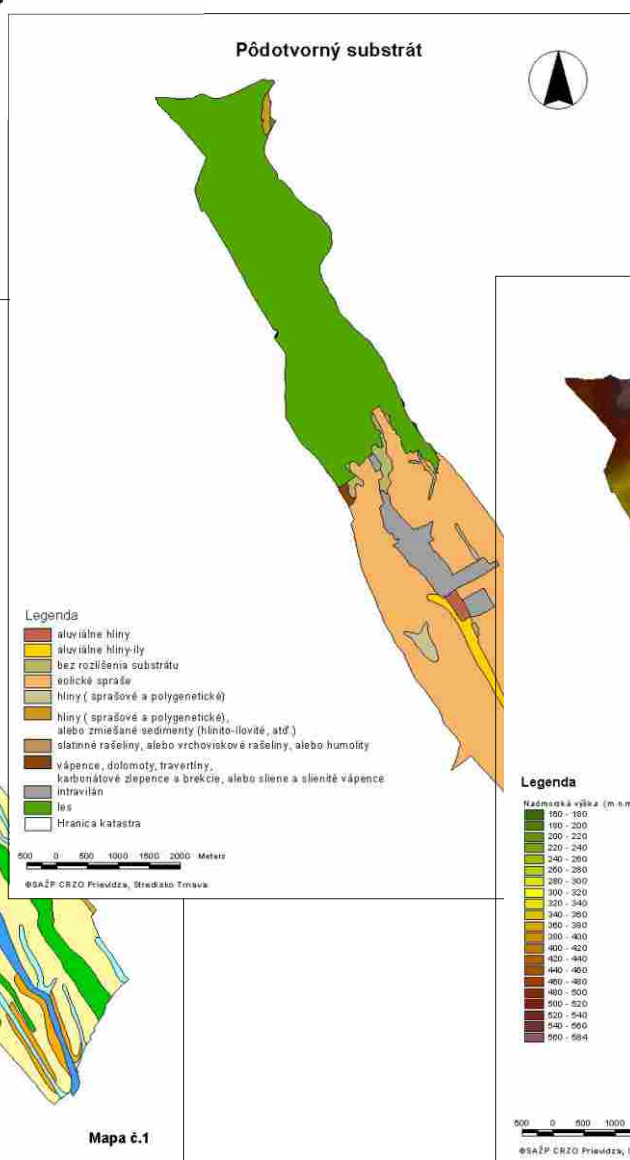 Pôdotvorný substrát
Legenda
aluviálne hliny
aluviálne hliny-íly
bez rozlíšenia substrátu
eolické spraše
hliny ( sprašové a polygenetické)
hliny ( sprašové a polygenetické),
alebo zmiešané sedimenty (hlinito-ílovité, atď.)
slatinné rašeliny, alebo vrchoviskové rašeliny, alebo humolity
vápence, dolomoty, travertíny,
karbonátové zlepence a brekcie, alebo sliene a slienité vápence
intravilán
les
Hranica katastra
500 0 500 1000 1500 2000 Meters
©SAŽP CRZO Prievidza, Stredisko Trnava
Mapa č.1
Legenda
Nadmorská výška (m.n.m
160 - 180
180 - 200
200 - 220
220 - 240
240 - 260
260 - 280
280 - 300
300 - 320
320 - 340
340 - 360
360 - 380
380 - 400
400 - 420
420 - 440
440 - 460
460 - 480
480 - 500
500 - 520
520 - 540
540 - 560
560 - 584
500 0 500 1000
©SAŽP CRZO Prievidza,